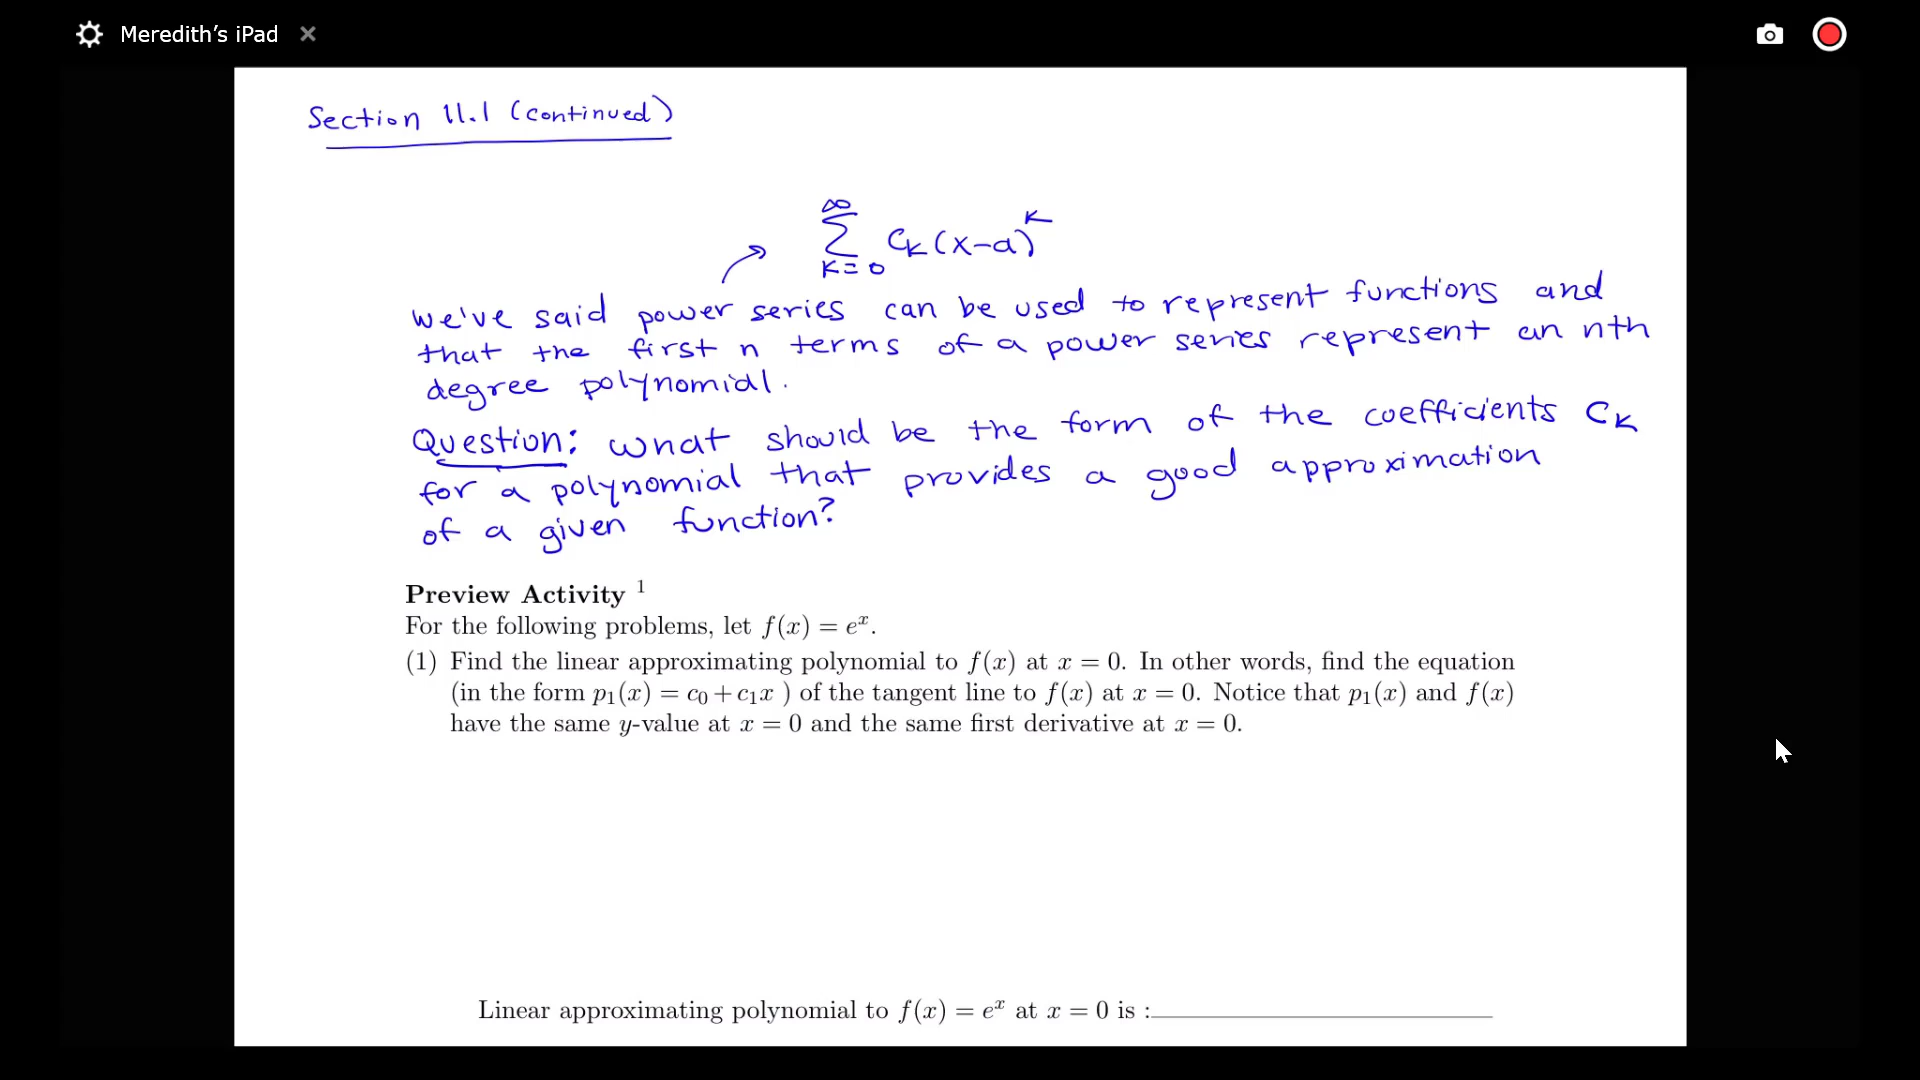 Meredith's iPad
Section 11.1 (continued)
∞
∑ Cₖ(x-a)ᴷ
K=0
We've said power series can be used to represent functions and
that the first n terms of a power series represent an nth
degree polynomial.
Question: What should be the form of the coefficients Cₖ
for a polynomial that provides a good approximation
of a given function?
Preview Activity ¹
For the following problems, let f(x) = eˣ.
(1) Find the linear approximating polynomial to f(x) at x = 0. In other words, find the equation
(in the form p₁(x) = c₀ + c₁x ) of the tangent line to f(x) at x = 0. Notice that p₁(x) and f(x)
have the same y-value at x = 0 and the same first derivative at x = 0.
Linear approximating polynomial to f(x) = eˣ at x = 0 is :